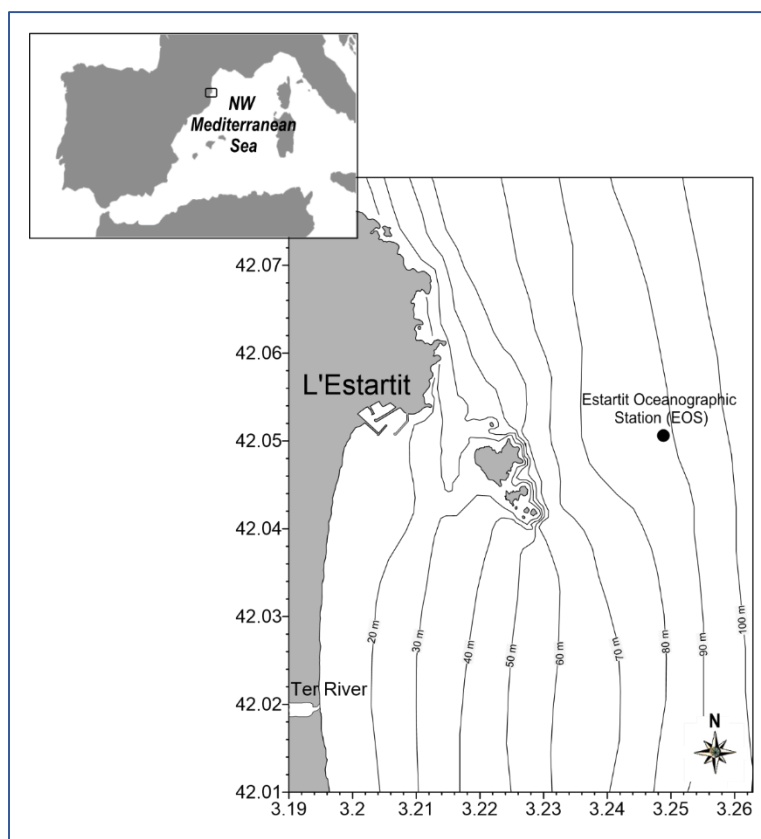 NW
Mediterranean
Sea
42.07
42.06
L'Estartit
Estartit Oceanographic
Station (EOS)
42.05
42.04
42.03
20 m
30 m
40 m
50 m
60 m
70 m
80 m
90 m
100 m
Ter River
42.02
N
42.01
3.19
3.2
3.21
3.22
3.23
3.24
3.25
3.26